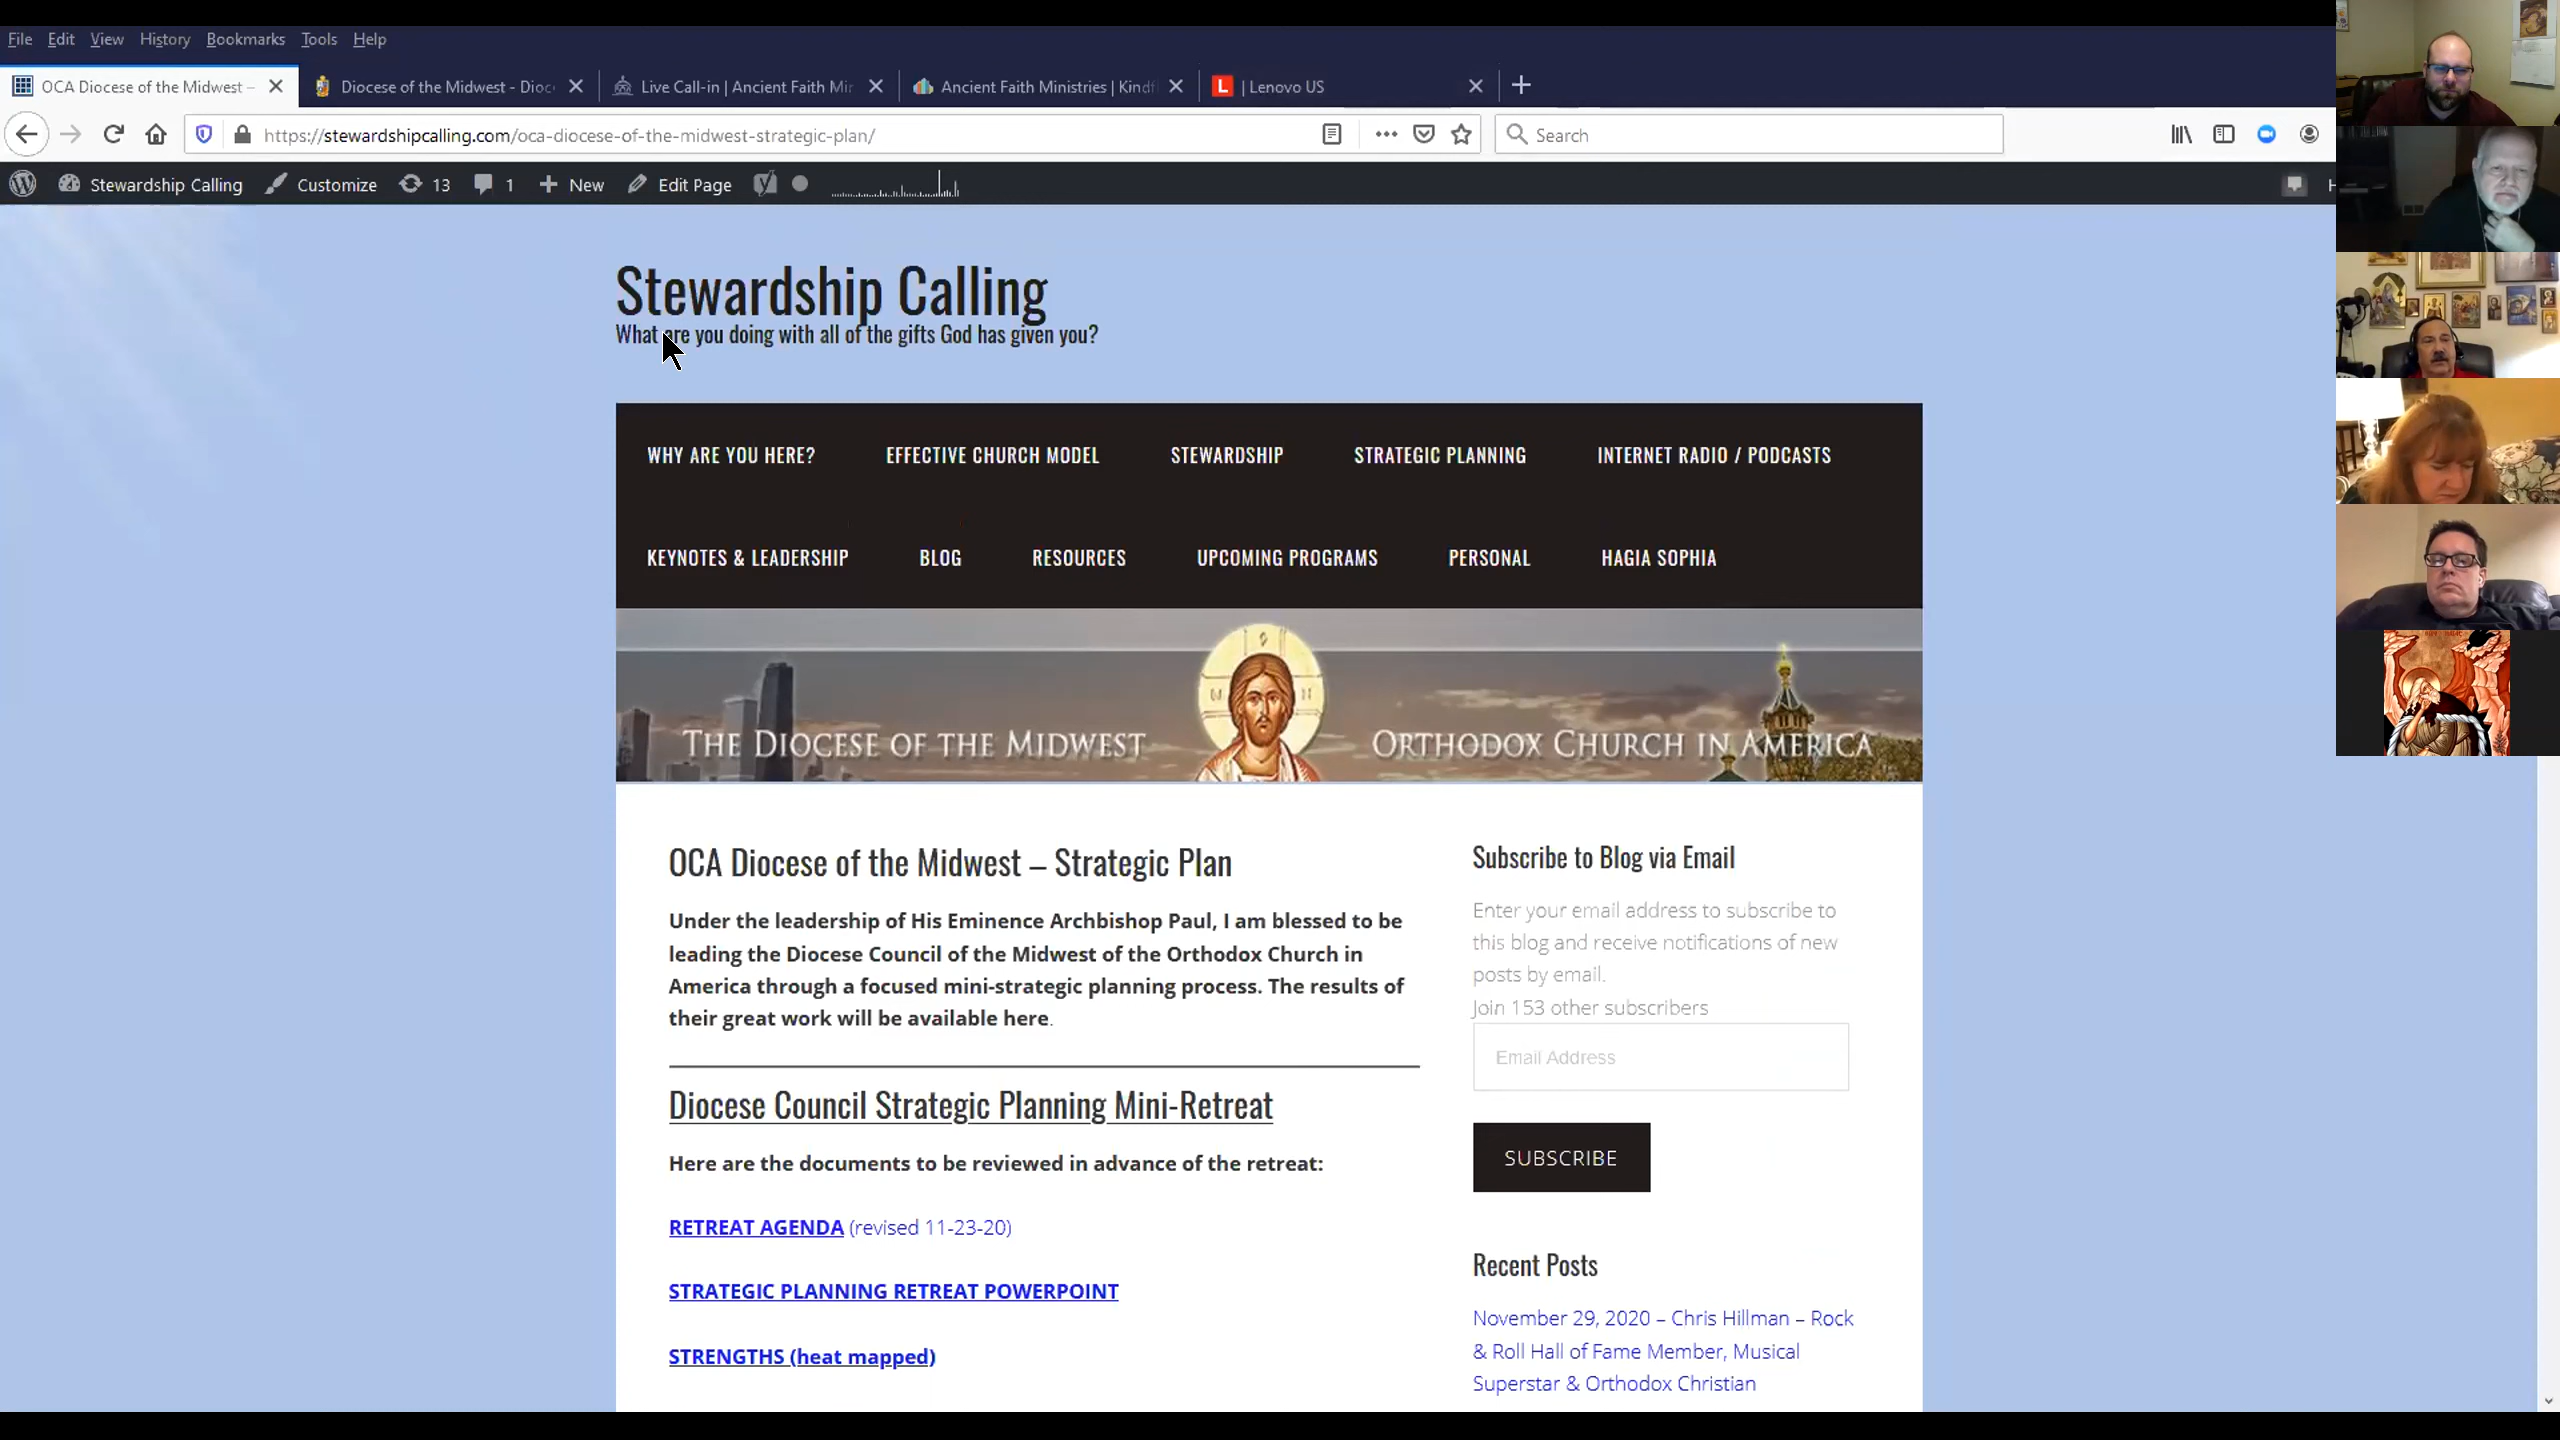 File Edit View History Bookmarks Tools Help
OCA Diocese of the Midwest –
Diocese of the Midwest - Dioc
Live Call-in | Ancient Faith Mir
Ancient Faith Ministries | Kindf
L | Lenovo US
https://stewardshipcalling.com/oca-diocese-of-the-midwest-strategic-plan/
Search
Stewardship Calling Customize 13 1 New Edit Page H
Stewardship Calling
What are you doing with all of the gifts God has given you?
WHY ARE YOU HERE? EFFECTIVE CHURCH MODEL STEWARDSHIP STRATEGIC PLANNING INTERNET RADIO / PODCASTS
KEYNOTES & LEADERSHIP BLOG RESOURCES UPCOMING PROGRAMS PERSONAL HAGIA SOPHIA
THE DIOCESE OF THE MIDWEST ORTHODOX CHURCH IN AMERICA
OCA Diocese of the Midwest – Strategic Plan
Under the leadership of His Eminence Archbishop Paul, I am blessed to be
leading the Diocese Council of the Midwest of the Orthodox Church in
America through a focused mini-strategic planning process. The results of
their great work will be available here.
Diocese Council Strategic Planning Mini-Retreat
Here are the documents to be reviewed in advance of the retreat:
RETREAT AGENDA (revised 11-23-20)
STRATEGIC PLANNING RETREAT POWERPOINT
STRENGTHS (heat mapped)
Subscribe to Blog via Email
Enter your email address to subscribe to
this blog and receive notifications of new
posts by email.
Join 153 other subscribers
Email Address
SUBSCRIBE
Recent Posts
November 29, 2020 – Chris Hillman – Rock
& Roll Hall of Fame Member, Musical
Superstar & Orthodox Christian